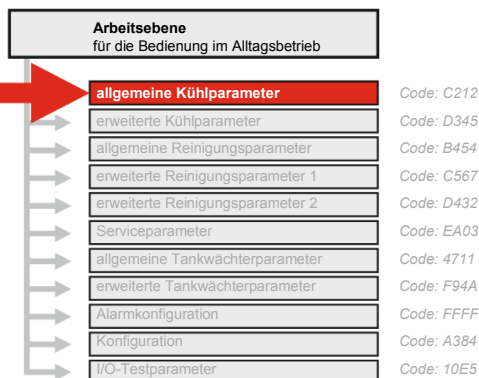 Arbeitsebene
für die Bedienung im Alltagsbetrieb
allgemeine Kühlparameter Code: C212
erweiterte Kühlparameter Code: D345
allgemeine Reinigungsparameter Code: B454
erweiterte Reinigungsparameter 1 Code: C567
erweiterte Reinigungsparameter 2 Code: D432
Serviceparameter Code: EA03
allgemeine Tankwächterparameter Code: 4711
erweiterte Tankwächterparameter Code: F94A
Alarmkonfiguration Code: FFFF
Konfiguration Code: A384
I/O-Testparameter Code: 10E5